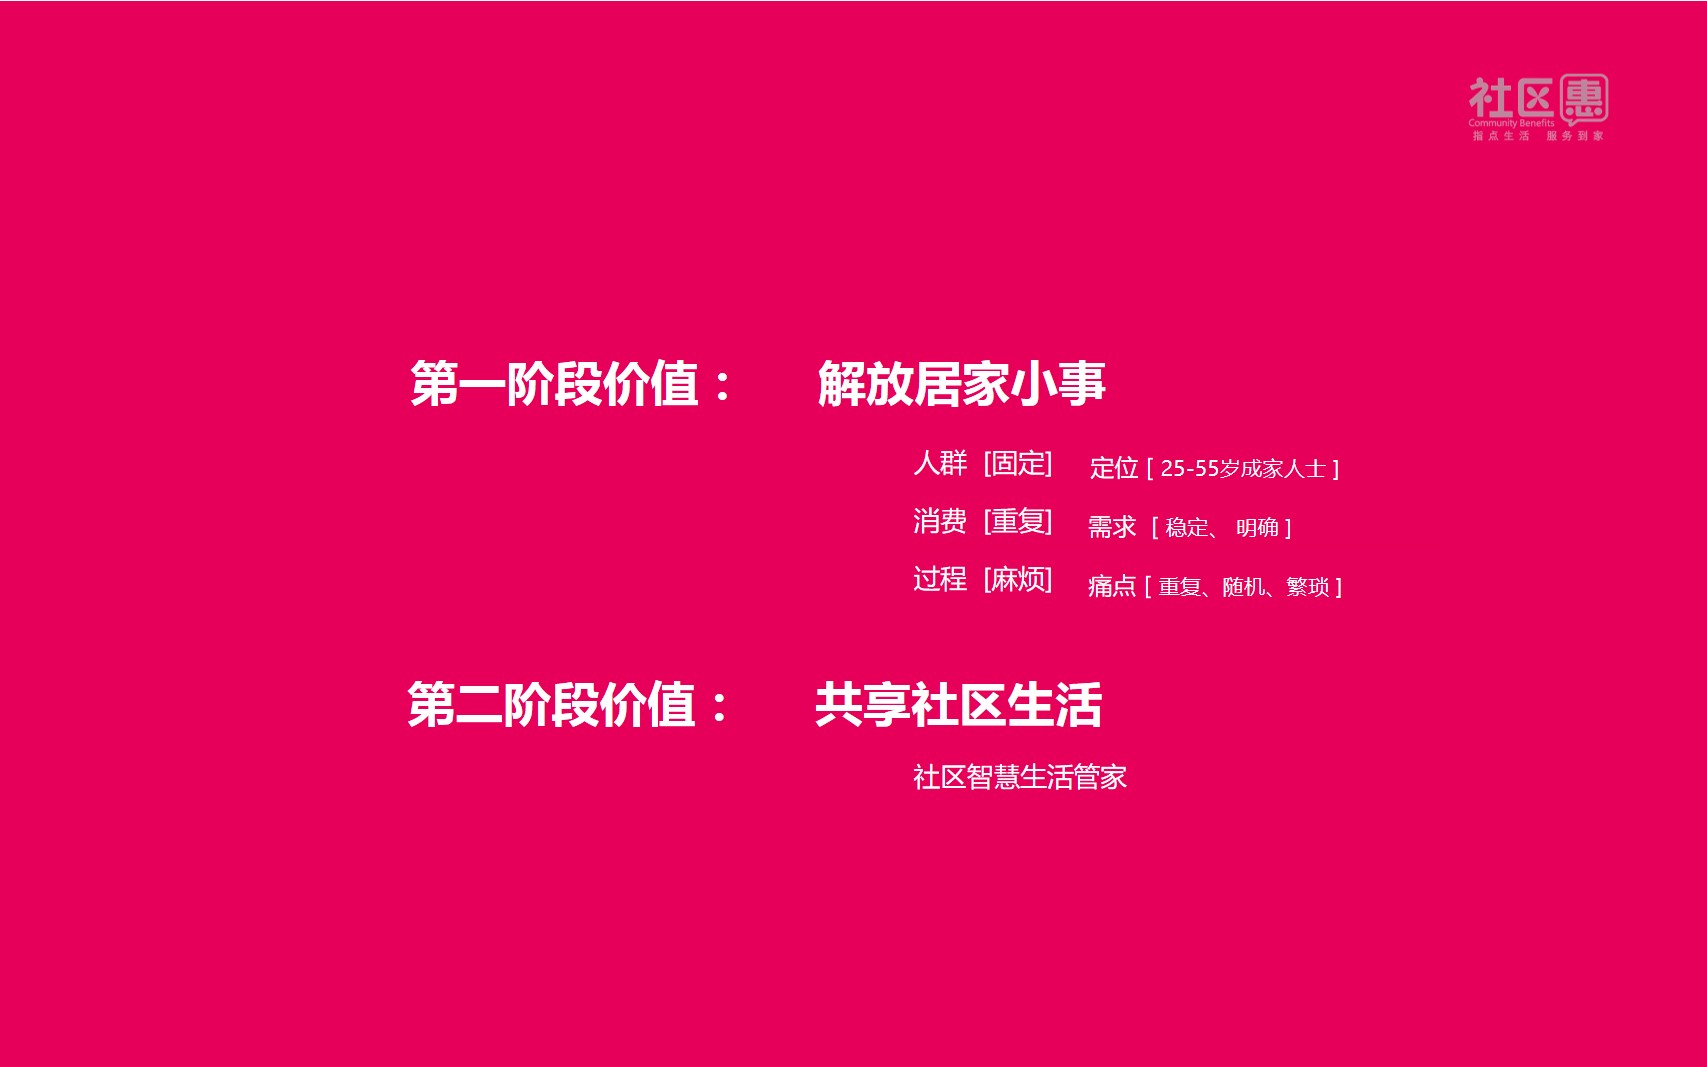 社区惠
Community Benefits
指点生活 服务到家
第一阶段价值： 解放居家小事
人群 [固定] 定位 [ 25-55岁成家人士 ]
消费 [重复] 需求 [ 稳定、 明确 ]
过程 [麻烦] 痛点 [ 重复、随机、繁琐 ]
第二阶段价值： 共享社区生活
社区智慧生活管家